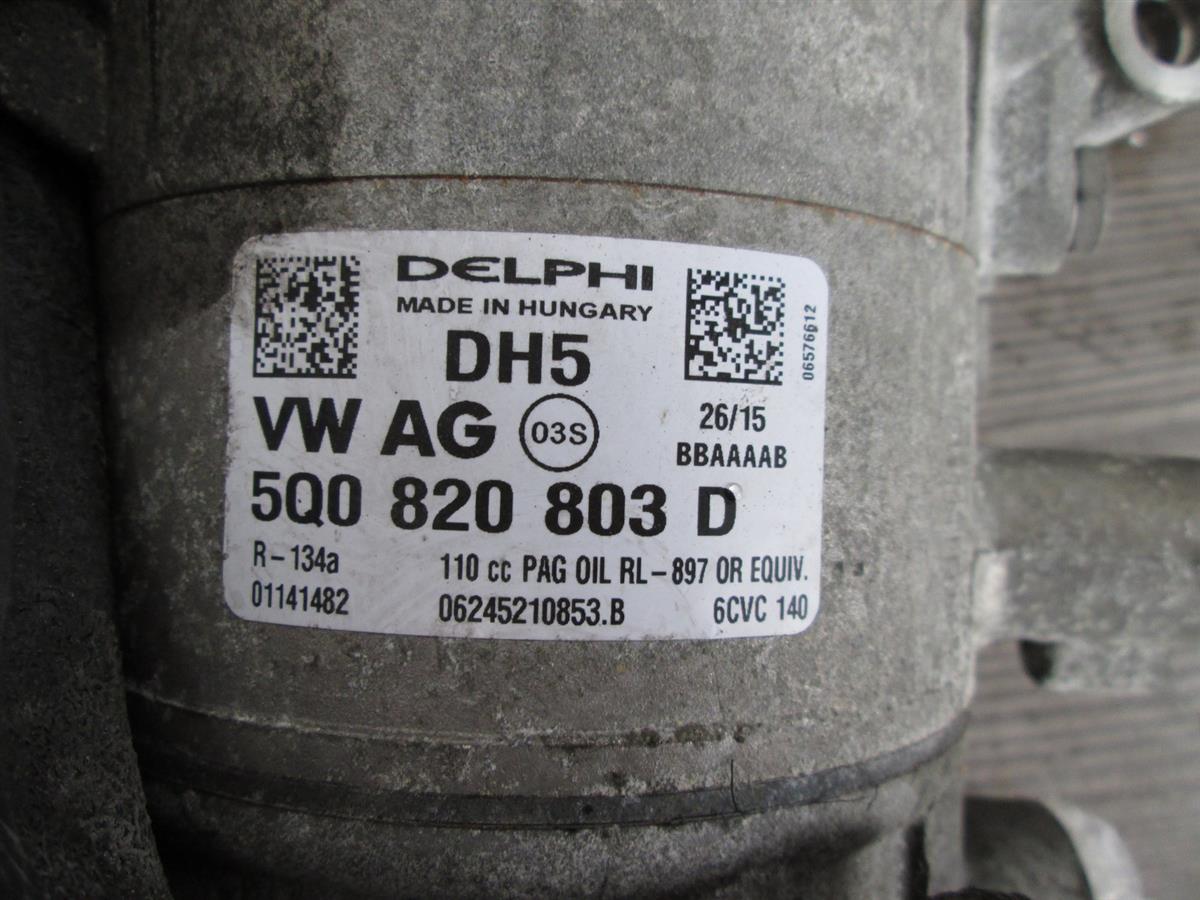 DELPHI
MADE IN HUNGARY
DH5
06576612
VW AG 03S
26/15
BBAAAAB
5Q0 820 803 D
R-134a 110 cc PAG OIL RL-897 OR EQUIV.
01141482 06245210853.B 6CVC 140